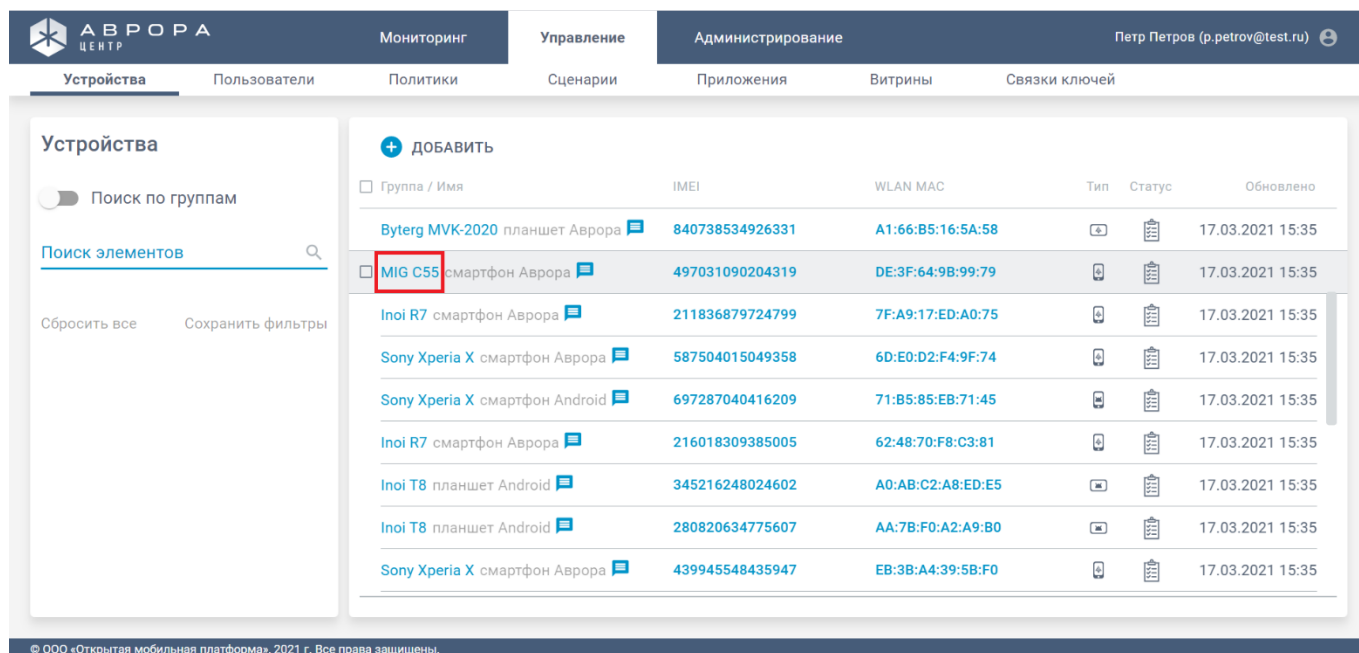 АВРОРА
ЦЕНТР
Мониторинг Управление Администрирование Петр Петров (p.petrov@test.ru)
Устройства Пользователи Политики Сценарии Приложения Витрины Связки ключей
Устройства
Поиск по группам
Поиск элементов
Сбросить все Сохранить фильтры
ДОБАВИТЬ
Группа / Имя IMEI WLAN MAC Тип Статус Обновлено
Byterg MVK-2020 планшет Аврора 840738534926331 A1:66:B5:16:5A:58 17.03.2021 15:35
MIG C55 смартфон Аврора 497031090204319 DE:3F:64:9B:99:79 17.03.2021 15:35
Inoi R7 смартфон Аврора 211836879724799 7F:A9:17:ED:A0:75 17.03.2021 15:35
Sony Xperia X смартфон Аврора 587504015049358 6D:E0:D2:F4:9F:74 17.03.2021 15:35
Sony Xperia X смартфон Android 697287040416209 71:B5:85:EB:71:45 17.03.2021 15:35
Inoi R7 смартфон Аврора 216018309385005 62:48:70:F8:C3:81 17.03.2021 15:35
Inoi T8 планшет Android 345216248024602 A0:AB:C2:A8:ED:E5 17.03.2021 15:35
Inoi T8 планшет Android 280820634775607 AA:7B:F0:A2:A9:B0 17.03.2021 15:35
Sony Xperia X смартфон Аврора 439945548435947 EB:3B:A4:39:5B:F0 17.03.2021 15:35
© ООО «Открытая мобильная платформа», 2021 г. Все права защищены.